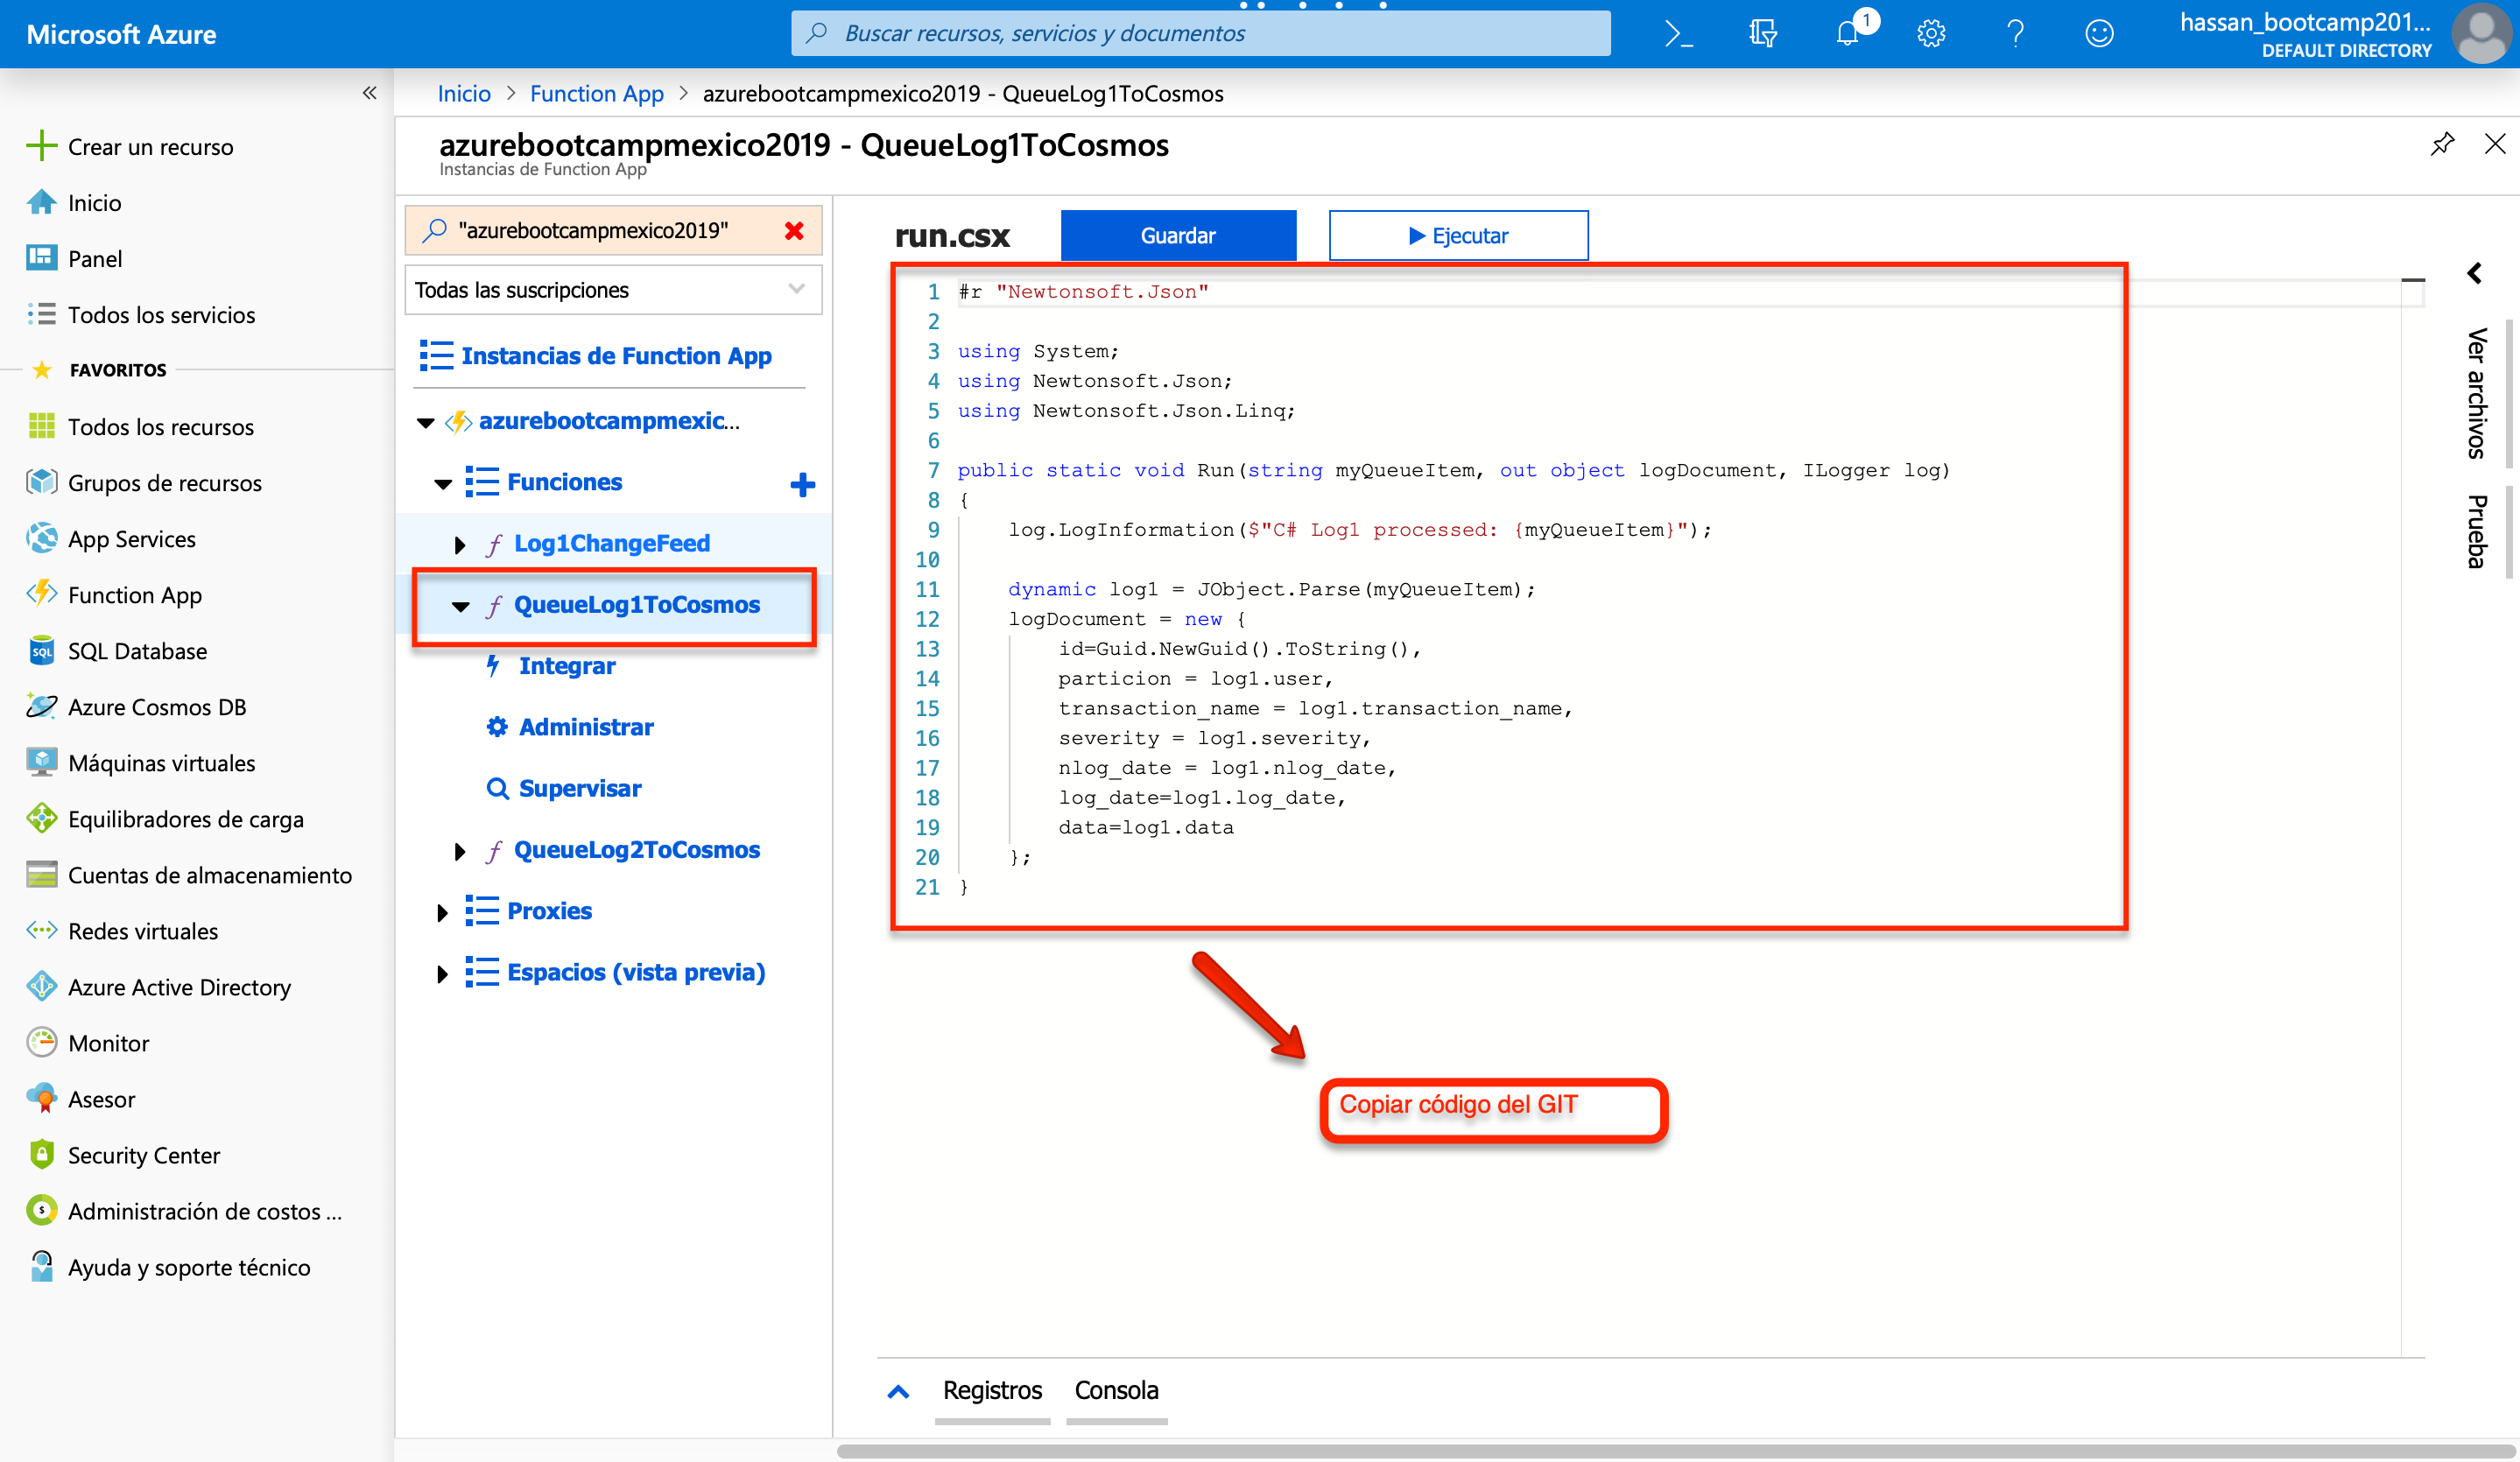 Microsoft Azure
Buscar recursos, servicios y documentos
1
hassan_bootcamp201...
DEFAULT DIRECTORY
«
Inicio > Function App > azurebootcampmexico2019 - QueueLog1ToCosmos
azurebootcampmexico2019 - QueueLog1ToCosmos
Instancias de Function App
Crear un recurso
Inicio
Panel
Todos los servicios
FAVORITOS
Todos los recursos
Grupos de recursos
App Services
Function App
SQL Database
Azure Cosmos DB
Máquinas virtuales
Equilibradores de carga
Cuentas de almacenamiento
Redes virtuales
Azure Active Directory
Monitor
Asesor
Security Center
Administración de costos ...
Ayuda y soporte técnico
"azurebootcampmexico2019"
Todas las suscripciones
Instancias de Function App
azurebootcampmexic...
Funciones
Log1ChangeFeed
QueueLog1ToCosmos
Integrar
Administrar
Supervisar
QueueLog2ToCosmos
Proxies
Espacios (vista previa)
run.csx
Guardar
Ejecutar
1 #r "Newtonsoft.Json"
2
3 using System;
4 using Newtonsoft.Json;
5 using Newtonsoft.Json.Linq;
6
7 public static void Run(string myQueueItem, out object logDocument, ILogger log)
8 {
9 log.LogInformation($"C# Log1 processed: {myQueueItem}");
10
11 dynamic log1 = JObject.Parse(myQueueItem);
12 logDocument = new {
13 id=Guid.NewGuid().ToString(),
14 particion = log1.user,
15 transaction_name = log1.transaction_name,
16 severity = log1.severity,
17 nlog_date = log1.nlog_date,
18 log_date=log1.log_date,
19 data=log1.data
20 };
21 }
Copiar código del GIT
Ver archivos
Prueba
Registros
Consola